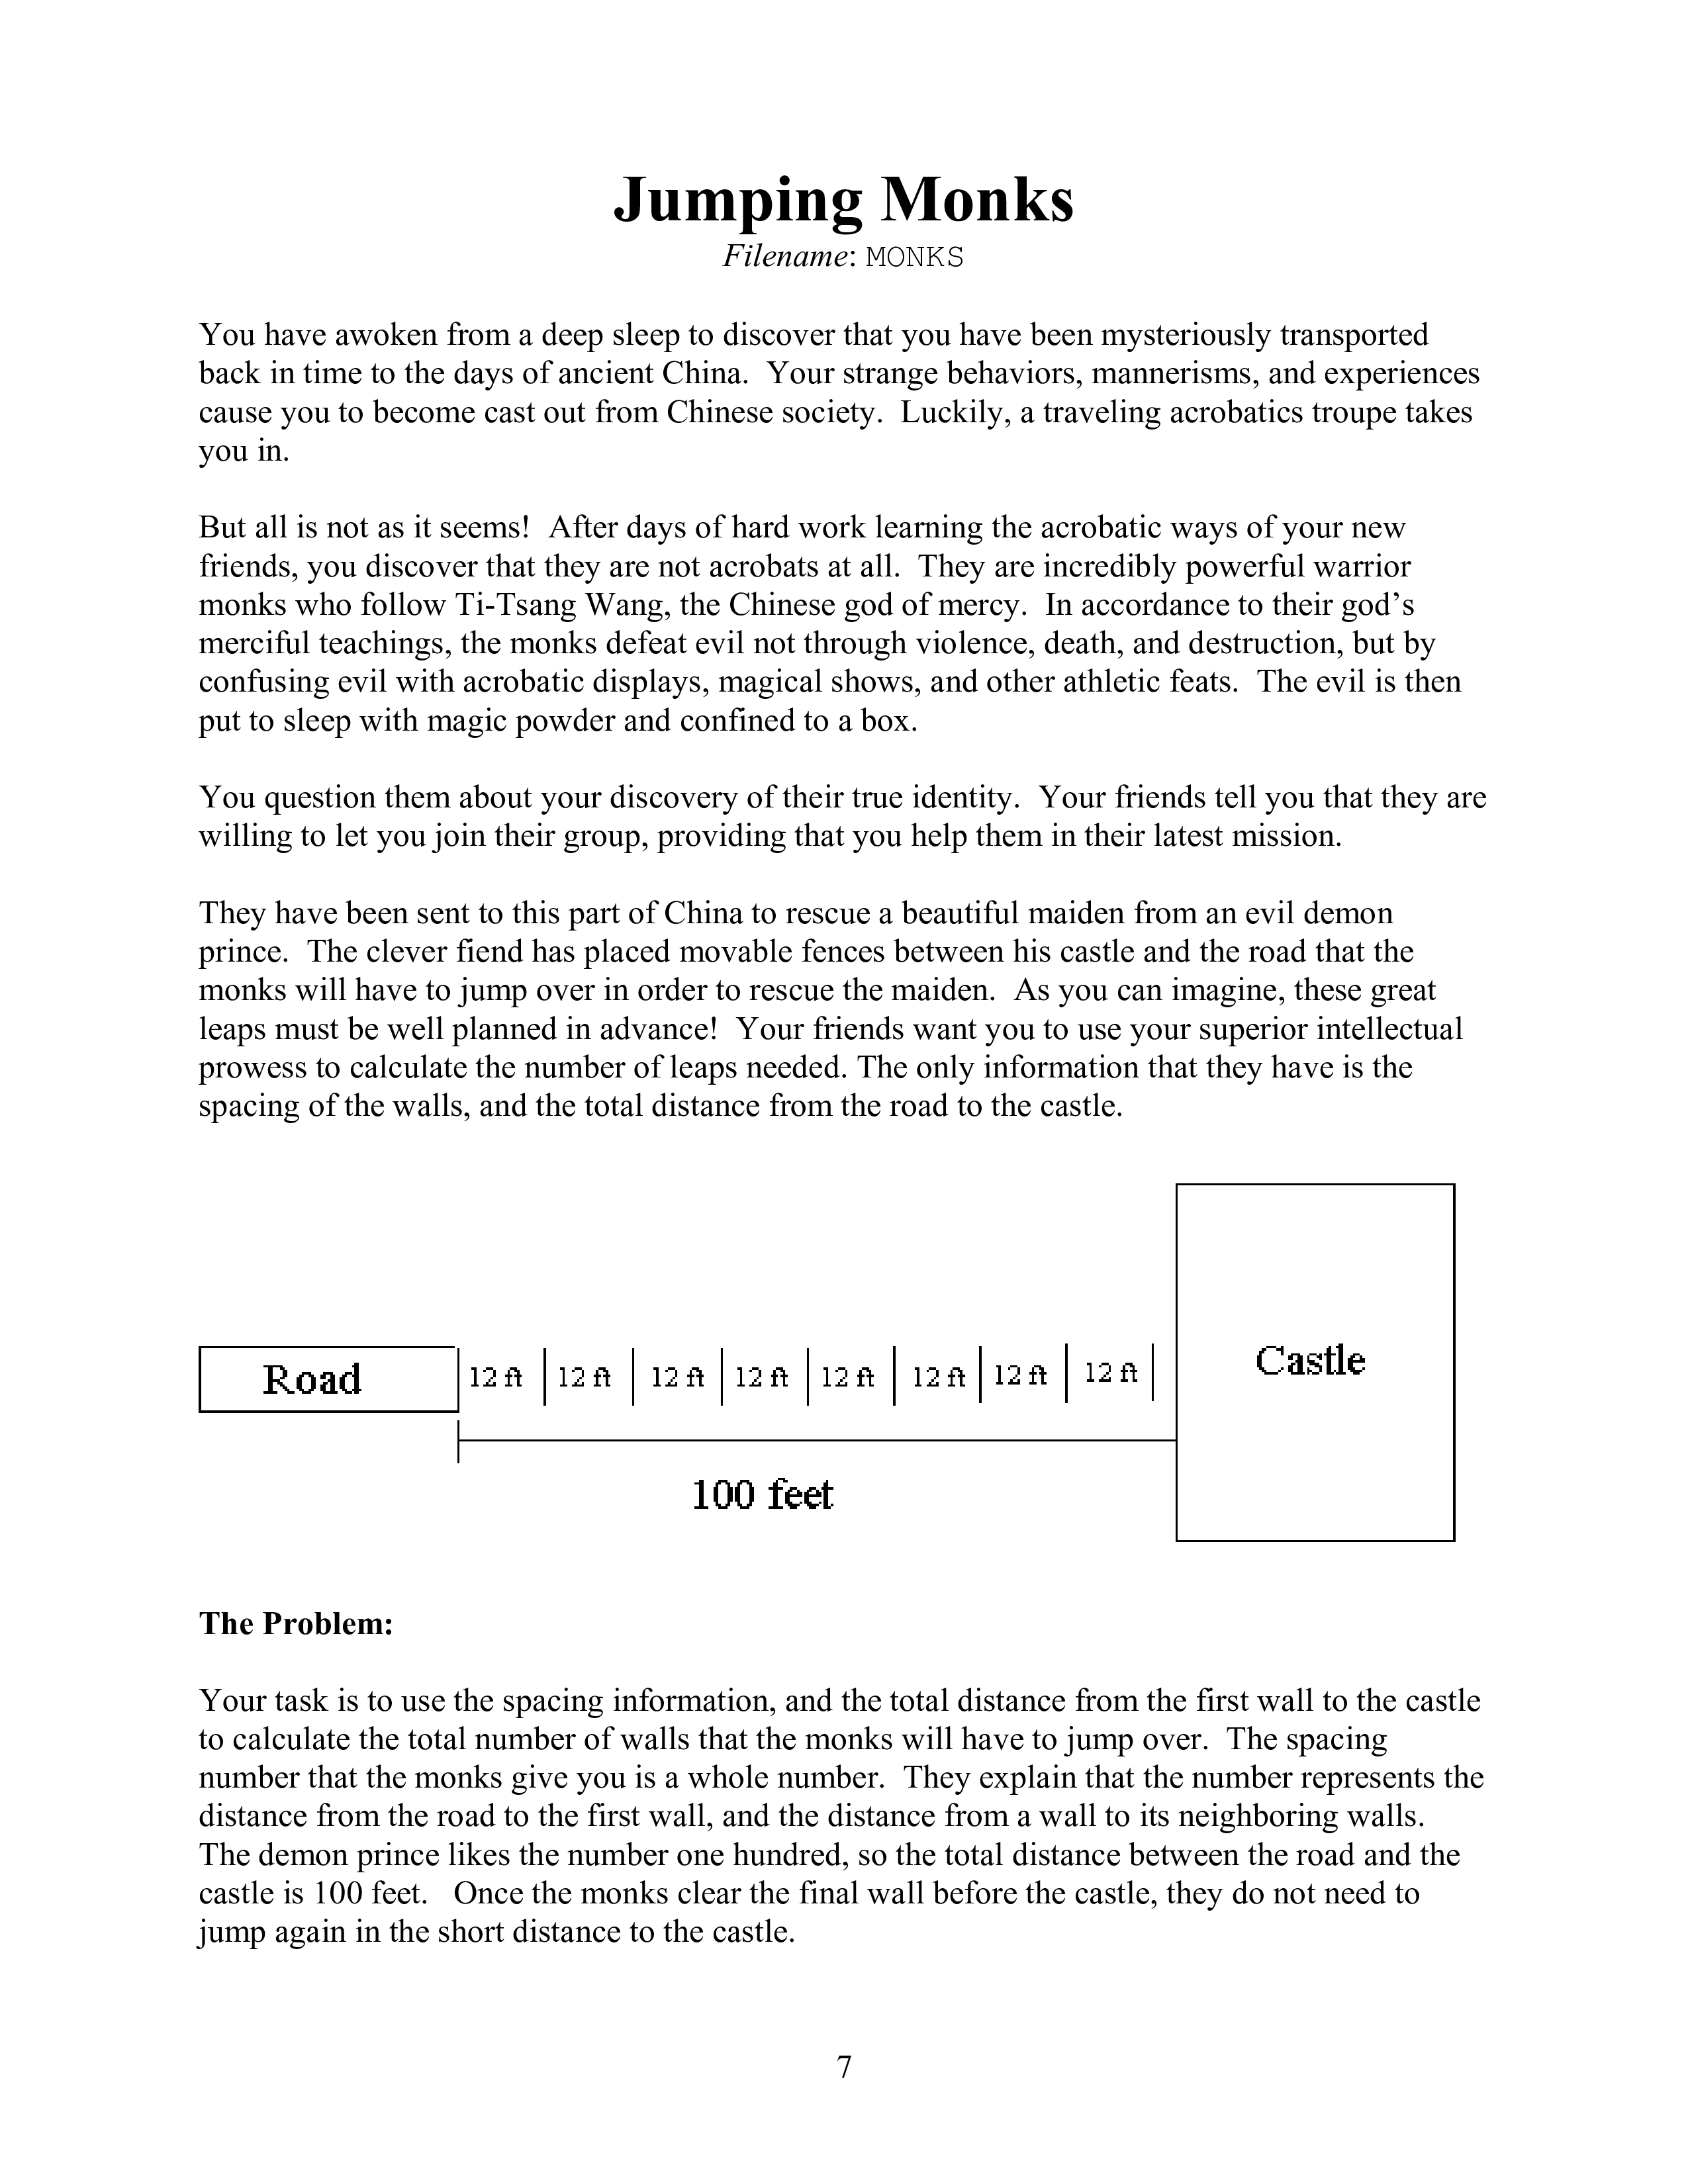 Jumping Monks
Filename: MONKS
You have awoken from a deep sleep to discover that you have been mysteriously transported
back in time to the days of ancient China.  Your strange behaviors, mannerisms, and experiences
cause you to become cast out from Chinese society.  Luckily, a traveling acrobatics troupe takes
you in.
But all is not as it seems!  After days of hard work learning the acrobatic ways of your new
friends, you discover that they are not acrobats at all.  They are incredibly powerful warrior
monks who follow Ti-Tsang Wang, the Chinese god of mercy.  In accordance to their god’s
merciful teachings, the monks defeat evil not through violence, death, and destruction, but by
confusing evil with acrobatic displays, magical shows, and other athletic feats.  The evil is then
put to sleep with magic powder and confined to a box.
You question them about your discovery of their true identity.  Your friends tell you that they are
willing to let you join their group, providing that you help them in their latest mission.
They have been sent to this part of China to rescue a beautiful maiden from an evil demon
prince.  The clever fiend has placed movable fences between his castle and the road that the
monks will have to jump over in order to rescue the maiden.  As you can imagine, these great
leaps must be well planned in advance!  Your friends want you to use your superior intellectual
prowess to calculate the number of leaps needed. The only information that they have is the
spacing of the walls, and the total distance from the road to the castle.
Road 12 ft 12 ft 12 ft 12 ft 12 ft 12 ft 12 ft 12 ft Castle
100 feet
The Problem:
Your task is to use the spacing information, and the total distance from the first wall to the castle
to calculate the total number of walls that the monks will have to jump over.  The spacing
number that the monks give you is a whole number.  They explain that the number represents the
distance from the road to the first wall, and the distance from a wall to its neighboring walls.
The demon prince likes the number one hundred, so the total distance between the road and the
castle is 100 feet.   Once the monks clear the final wall before the castle, they do not need to
jump again in the short distance to the castle.
7